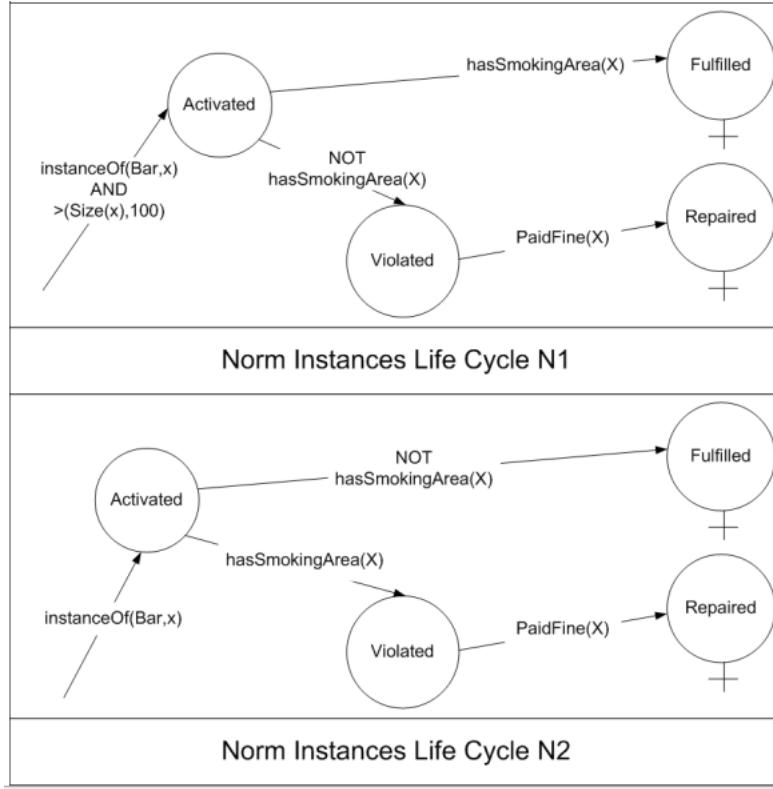 hasSmokingArea(X)
Fulfilled
Activated
instanceOf(Bar,x)
AND
>(Size(x),100)
NOT
hasSmokingArea(X)
Violated
PaidFine(X)
Repaired
Norm Instances Life Cycle N1
NOT
hasSmokingArea(X)
Fulfilled
Activated
hasSmokingArea(X)
instanceOf(Bar,x)
Violated
PaidFine(X)
Repaired
Norm Instances Life Cycle N2